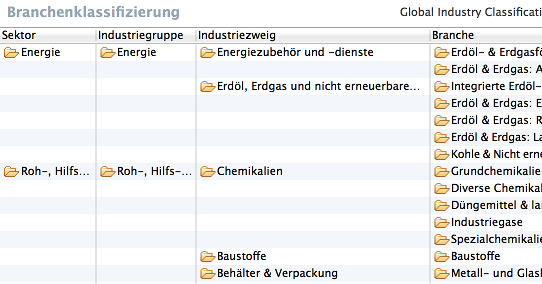 Branchenklassifizierung Global Industry Classificati
Sektor Industriegruppe Industriezweig Branche
Energie Energie Energiezubehör und -dienste Erdöl- & Erdgasfö
Erdöl & Erdgas: A
Erdöl, Erdgas und nicht erneuerbare... Integrierte Erdöl-
Erdöl & Erdgas: E
Erdöl & Erdgas: R
Erdöl & Erdgas: La
Kohle & Nicht erne
Roh-, Hilfs... Roh-, Hilfs-... Chemikalien Grundchemikalien
Diverse Chemikal
Düngemittel & la
Industriegase
Spezialchemikalie
Baustoffe Baustoffe
Behälter & Verpackung Metall- und Glas